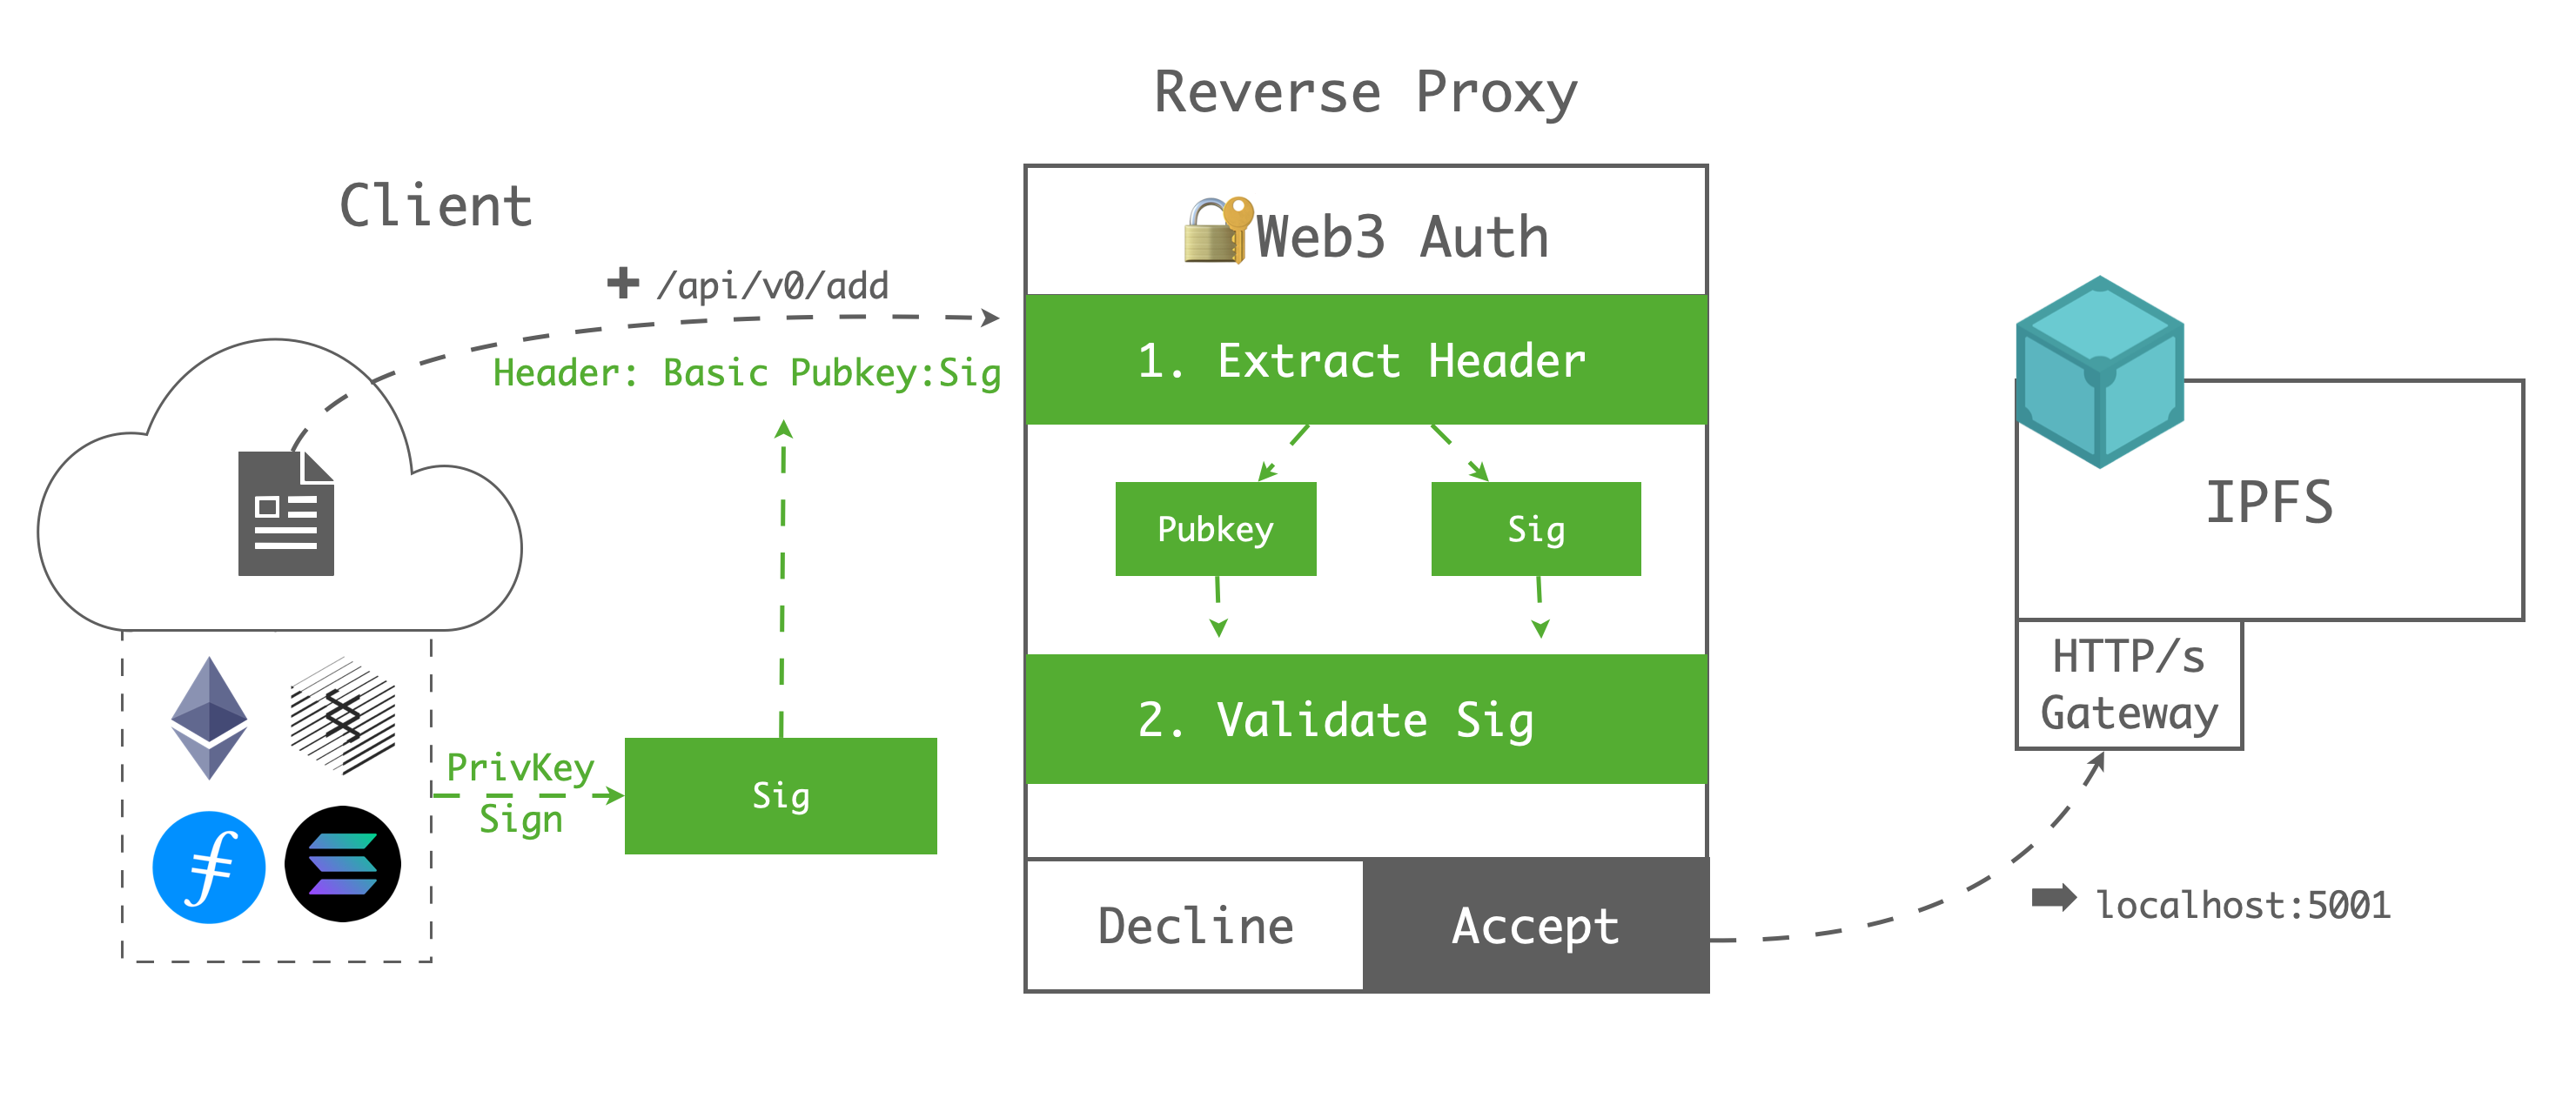 Reverse Proxy
Client
Web3 Auth
/api/v0/add
Header: Basic Pubkey:Sig
1. Extract Header
Pubkey
Sig
IPFS
HTTP/s
Gateway
2. Validate Sig
PrivKey
Sign
Sig
Decline
Accept
localhost:5001